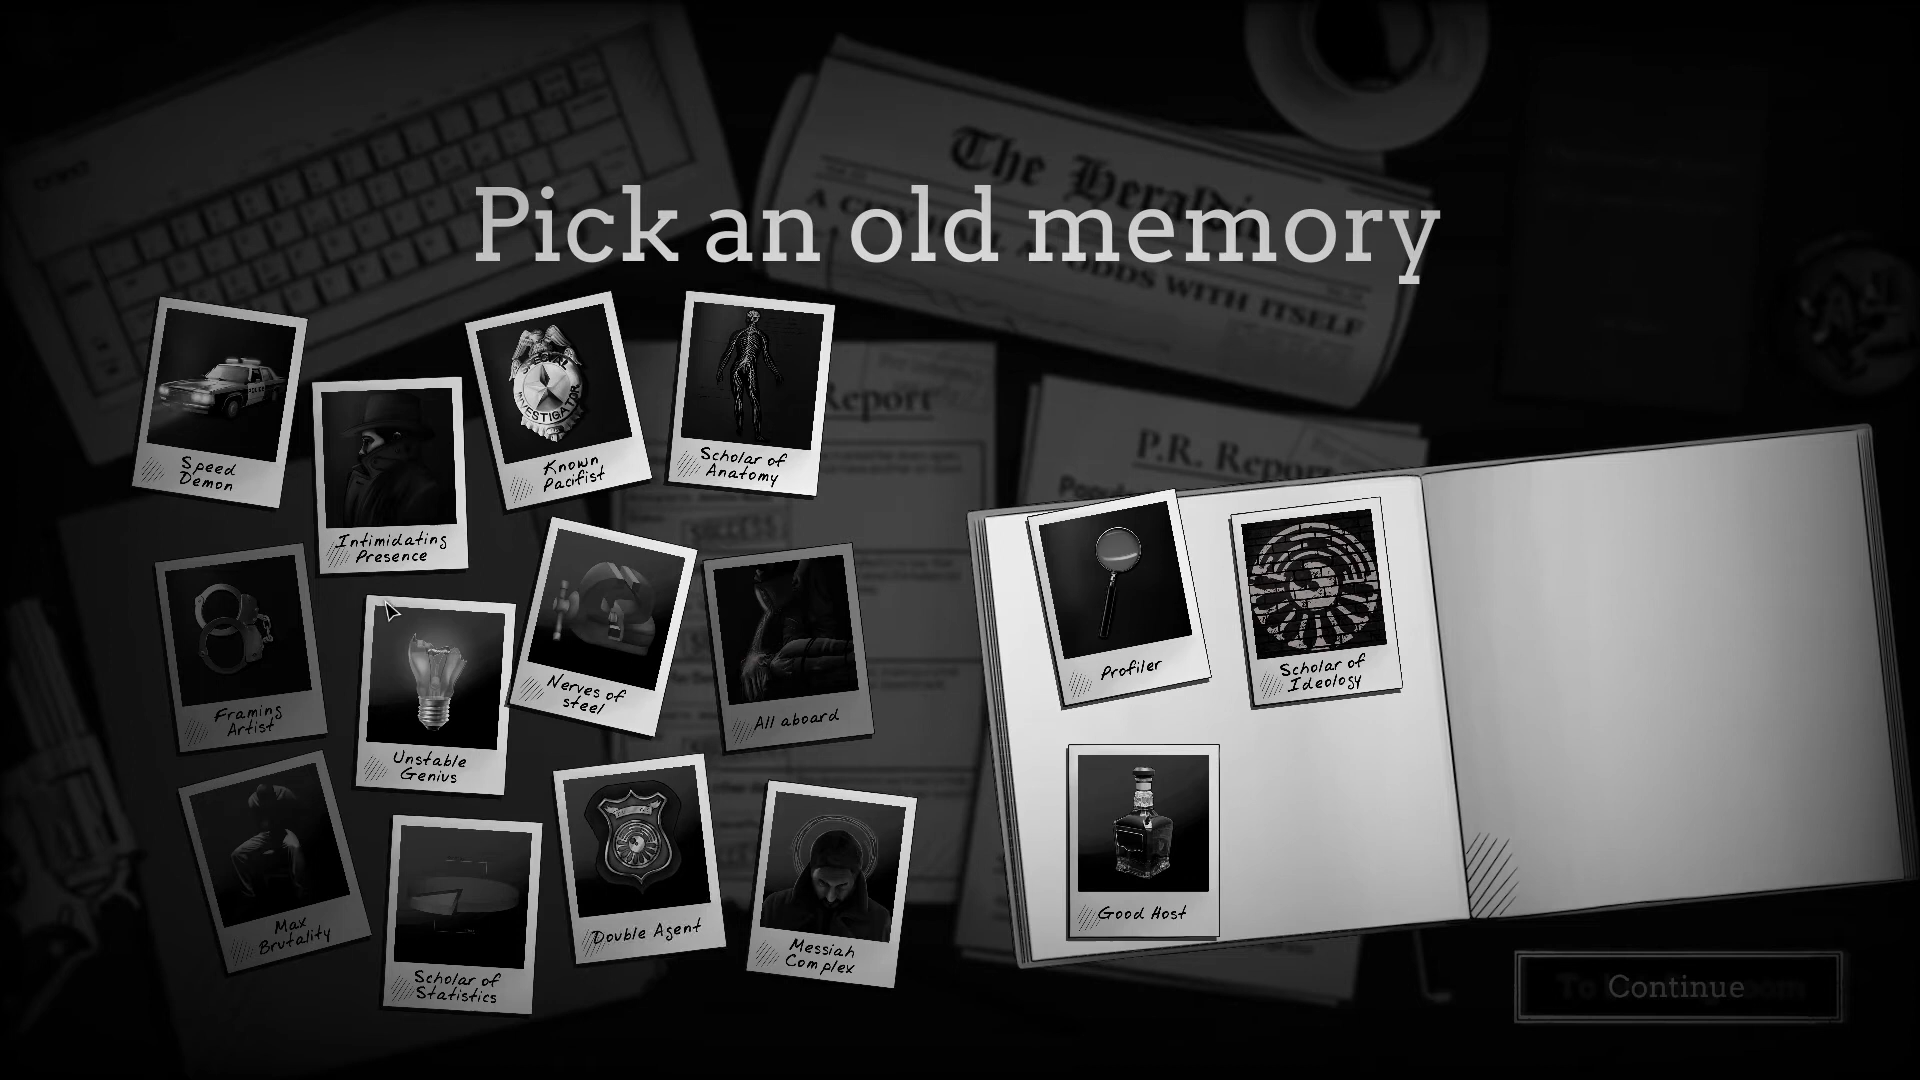 Pick an old memory
The Herald
WITH ITSELF
Report
P.R. Report
SUCCESS
Speed
Demon
Intimidating
Presence
SPECIAL
INVESTIGATOR
Known
Pacifist
Scholar of
Anatomy
Framing
Artist
Unstable
Genius
Nerves of
steel
All aboard
Max
Brutality
Scholar of
Statistics
Double Agent
Messiah
Complex
Profiler
Scholar of
Ideology
Good Host
Continue